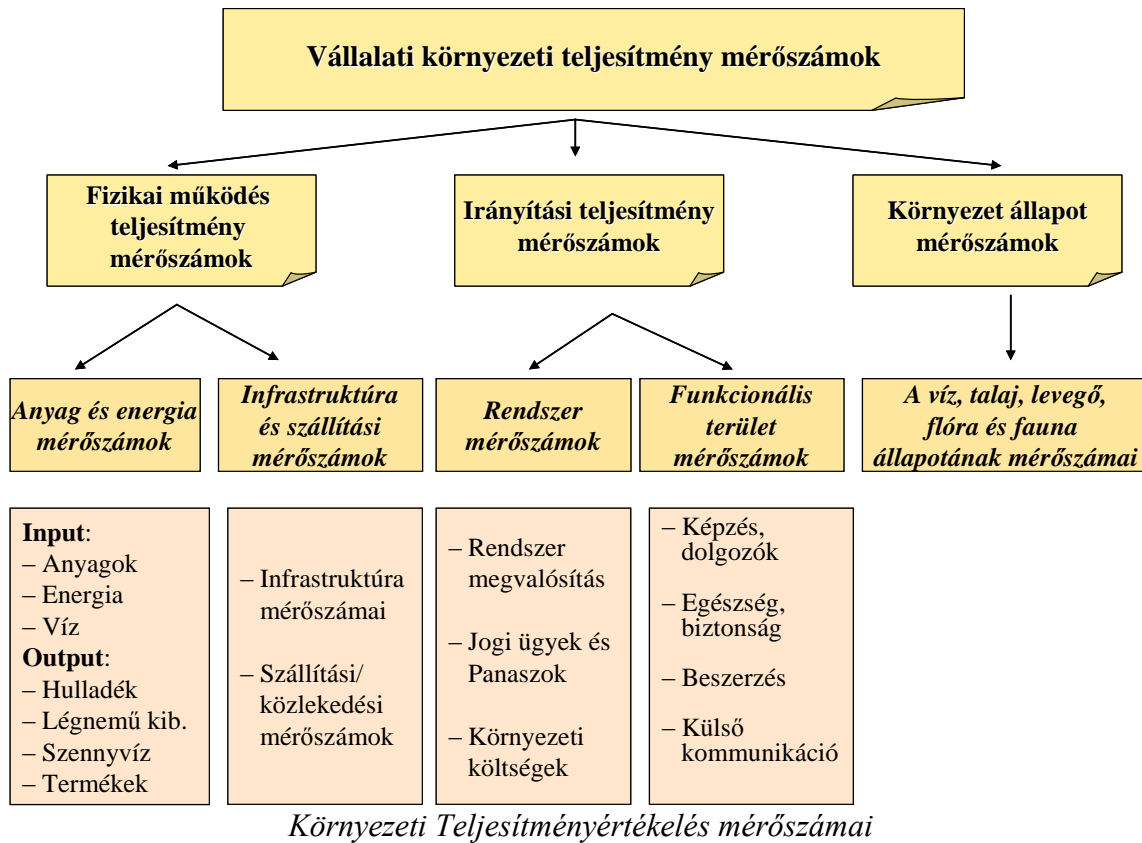 Vállalati környezeti teljesítmény mérőszámok
Fizikai működés
teljesítmény
mérőszámok
Irányítási teljesítmény
mérőszámok
Környezet állapot
mérőszámok
Anyag és energia
mérőszámok
Infrastruktúra
és szállítási
mérőszámok
Rendszer
mérőszámok
Funkcionális
terület
mérőszámok
A víz, talaj, levegő,
flóra és fauna
állapotának mérőszámai
Input:
– Anyagok
– Energia
– Víz
Output:
– Hulladék
– Légnemű kib.
– Szennyvíz
– Termékek
– Infrastruktúra
mérőszámai
– Szállítási/
közlekedési
mérőszámok
– Rendszer
megvalósítás
– Jogi ügyek és
Panaszok
– Környezeti
költségek
– Képzés,
dolgozók
– Egészség,
biztonság
– Beszerzés
– Külső
kommunikáció
Környezeti Teljesítményértékelés mérőszámai